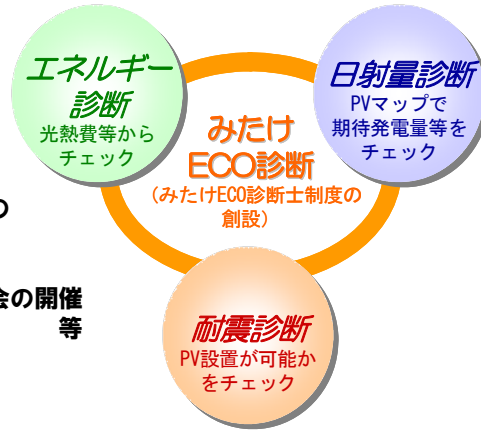 エネルギー
診断
光熱費等から
チェック
日射量診断
PVマップで
期待発電量等を
チェック
みたけ
ECO診断
(みたけECO診断士制度の
創設)
の
会の開催
等
耐震診断
PV設置が可能か
をチェック